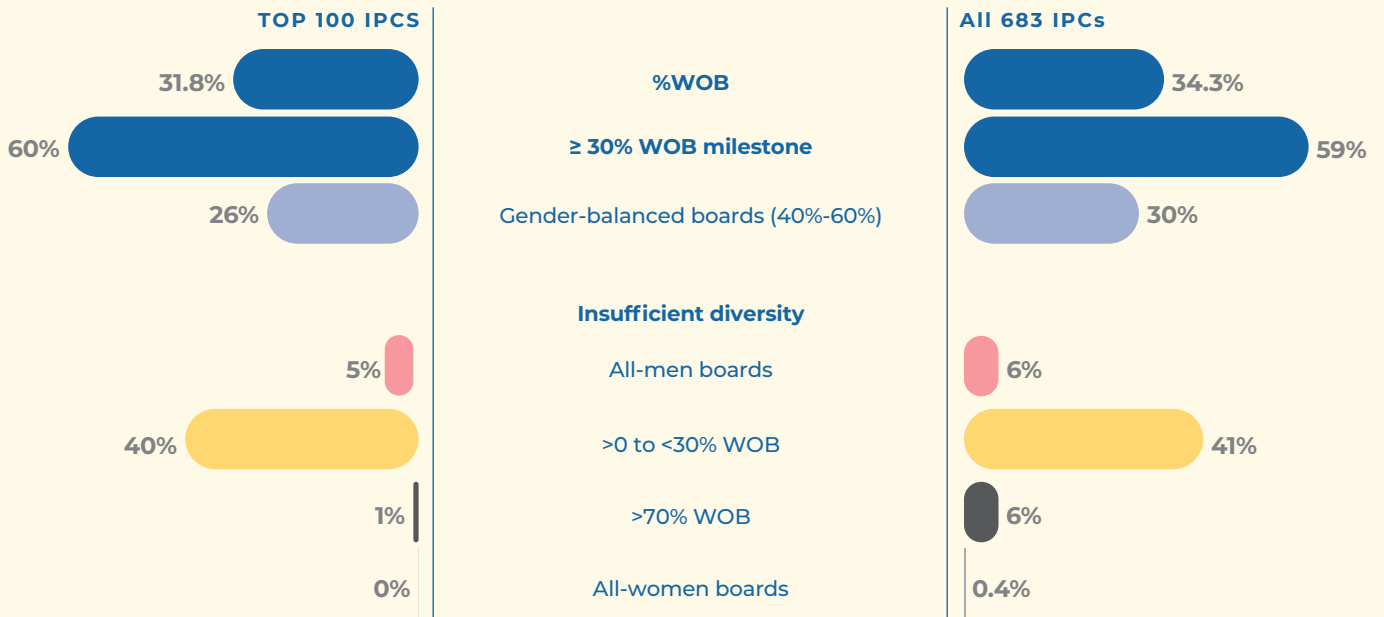 TOP 100 IPCS
All 683 IPCs
31.8%
%WOB
34.3%
60%
≥ 30% WOB milestone
59%
26%
Gender-balanced boards (40%-60%)
30%
Insufficient diversity
5%
All-men boards
6%
40%
>0 to <30% WOB
41%
1%
>70% WOB
6%
0%
All-women boards
0.4%